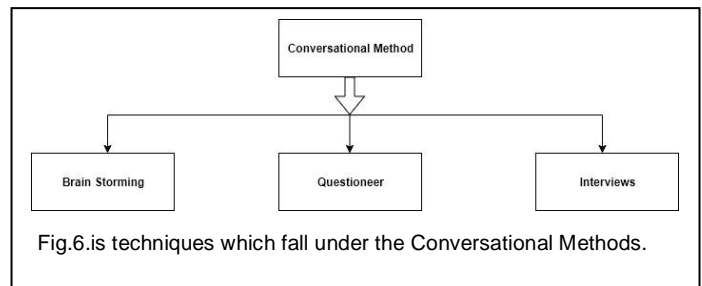 Conversational Method
Brain Storming
Questioneer
Interviews
Fig.6.is techniques which fall under the Conversational Methods.